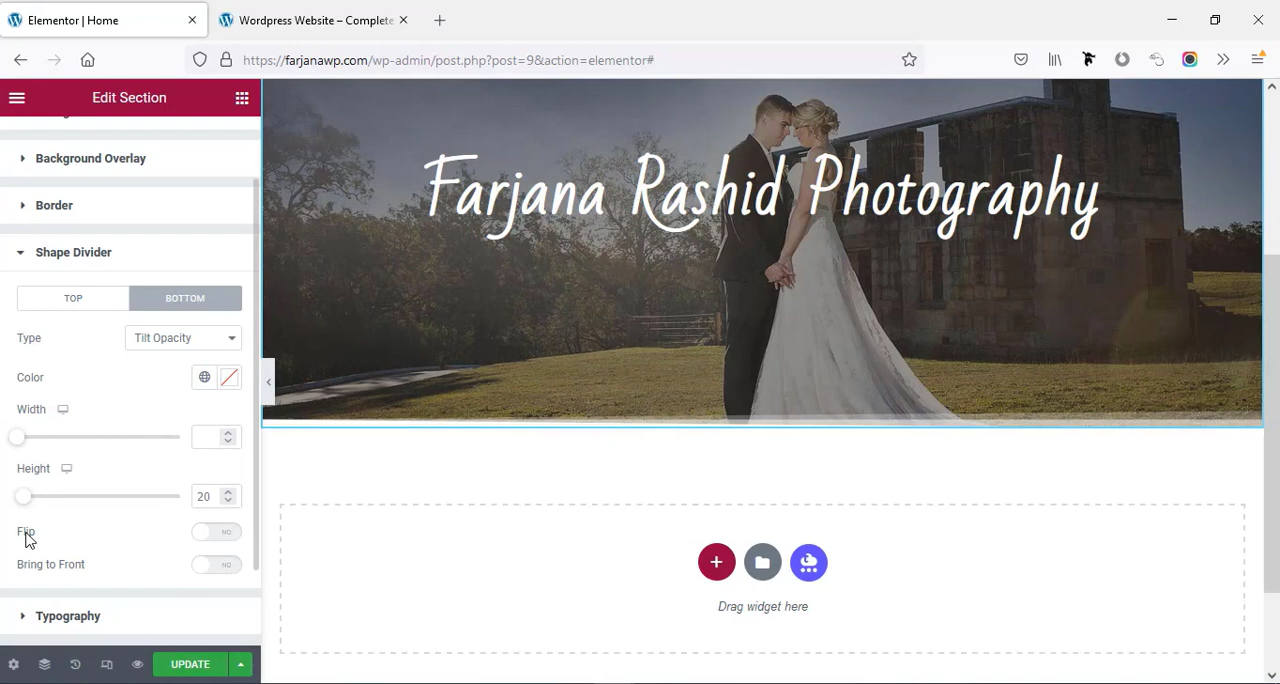 Elementor | Home
Wordpress Website – Complete
https://farjanawp.com/wp-admin/post.php?post=9&action=elementor#
Edit Section
Background Overlay
Border
Shape Divider
TOP
BOTTOM
Type
Tilt Opacity
Color
Width
Height
20
Flip
NO
Bring to Front
NO
Typography
UPDATE
Farjana Rashid Photography
Drag widget here